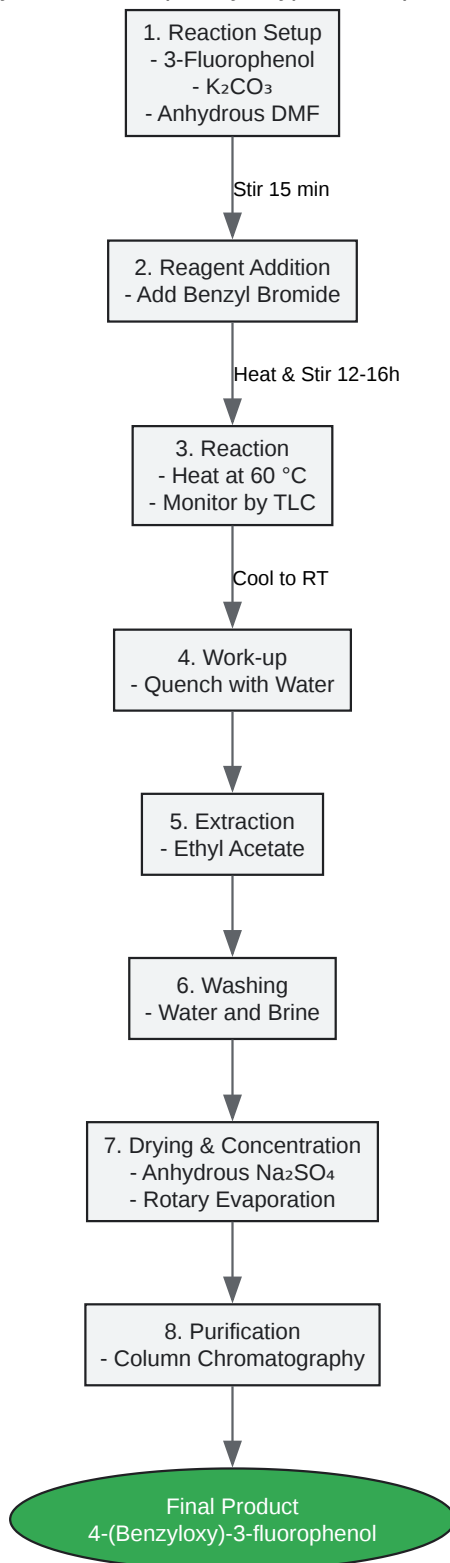 1. Reaction Setup
- 3-Fluorophenol
- K₂CO₃
- Anhydrous DMF
Stir 15 min
2. Reagent Addition
- Add Benzyl Bromide
Heat & Stir 12-16h
3. Reaction
- Heat at 60 °C
- Monitor by TLC
Cool to RT
4. Work-up
- Quench with Water
5. Extraction
- Ethyl Acetate
6. Washing
- Water and Brine
7. Drying & Concentration
- Anhydrous Na₂SO₄
- Rotary Evaporation
8. Purification
- Column Chromatography
Final Product
4-(Benzyloxy)-3-fluorophenol